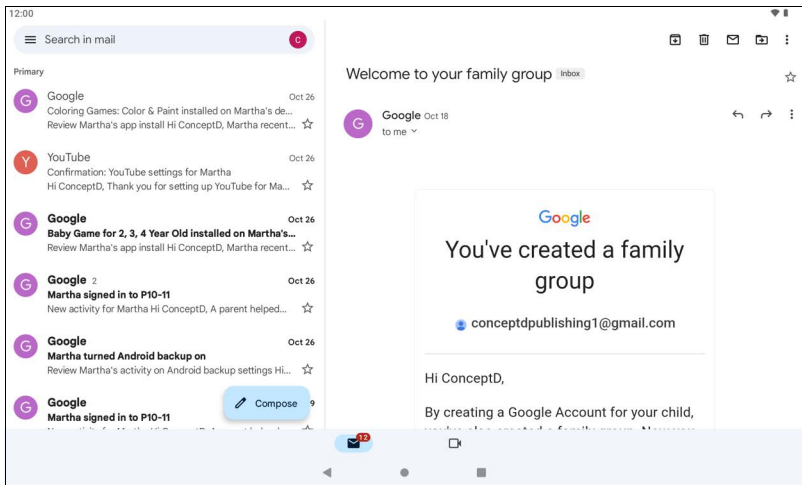 12:00
Search in mail
C
Primary
G
Google
Oct 26
Coloring Games: Color & Paint installed on Martha's de...
Review Martha's app install Hi ConceptD, Martha recent...
Y
YouTube
Oct 26
Confirmation: YouTube settings for Martha
Hi ConceptD, Thank you for setting up YouTube for Ma...
G
Google
Oct 26
Baby Game for 2, 3, 4 Year Old installed on Martha's...
Review Martha's app install Hi ConceptD, Martha recent...
G
Google 2
Oct 26
Martha signed in to P10-11
New activity for Martha Hi ConceptD, A parent helped...
G
Google
Oct 26
Martha turned Android backup on
Review Martha's activity on Android backup settings Hi...
G
Google
9
Martha signed in to P10-11
Compose
12
Welcome to your family group Inbox
G
Google Oct 18
to me
Google
You've created a family
group
conceptdpublishing1@gmail.com
Hi ConceptD,
By creating a Google Account for your child,